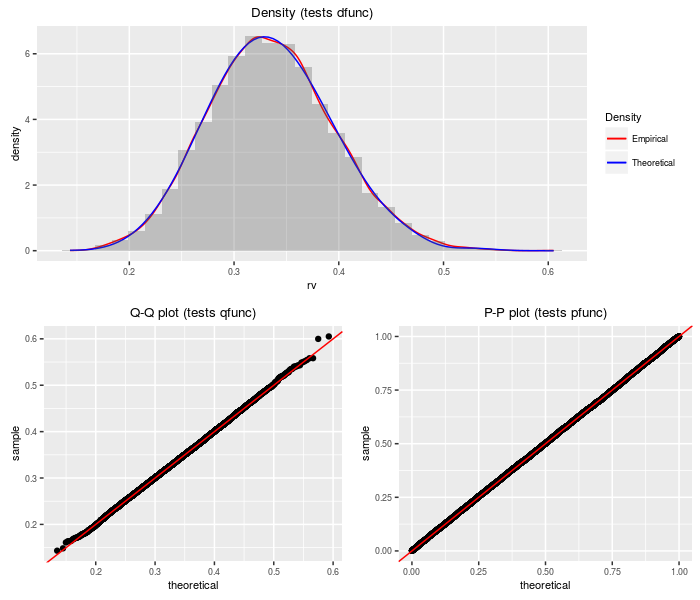 Density (tests dfunc)
density
6
4
2
0
0.2 0.3 0.4 0.5 0.6
rv
Density
Empirical
Theoretical
Q-Q plot (tests qfunc)
sample
0.6
0.5
0.4
0.3
0.2
0.2 0.3 0.4 0.5 0.6
theoretical
P-P plot (tests pfunc)
sample
1.00
0.75
0.50
0.25
0.00
0.00 0.25 0.50 0.75 1.00
theoretical